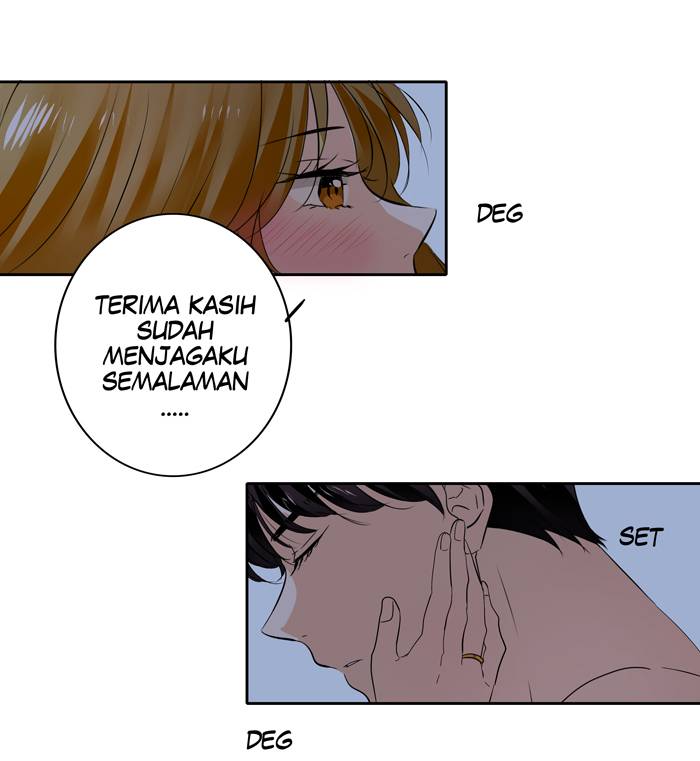 DEG
TERIMA KASIH
SUDAH
MENJAGAKU
SEMALAMAN
.....
SET
DEG